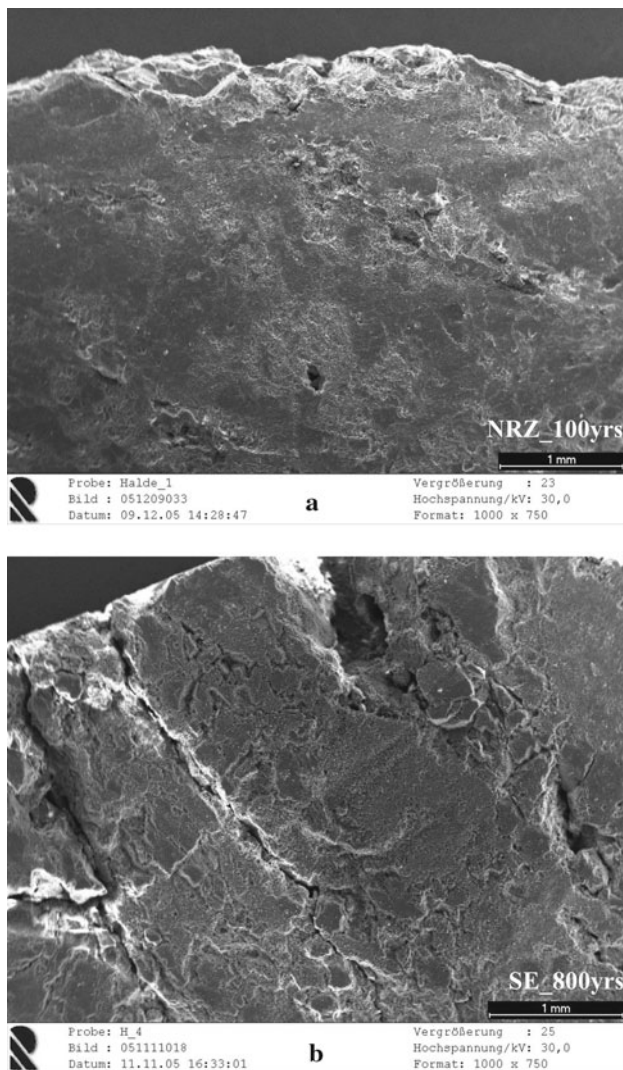 NRZ_100yrs
1 mm
Probe: Halde_1
Bild : 051209033
Datum: 09.12.05 14:28:47
a
Vergrößerung : 23
Hochspannung/kV: 30,0
Format: 1000 x 750
SE_800yrs
1 mm
Probe: H_4
Bild : 051111018
Datum: 11.11.05 16:33:01
b
Vergrößerung : 25
Hochspannung/kV: 30,0
Format: 1000 x 750